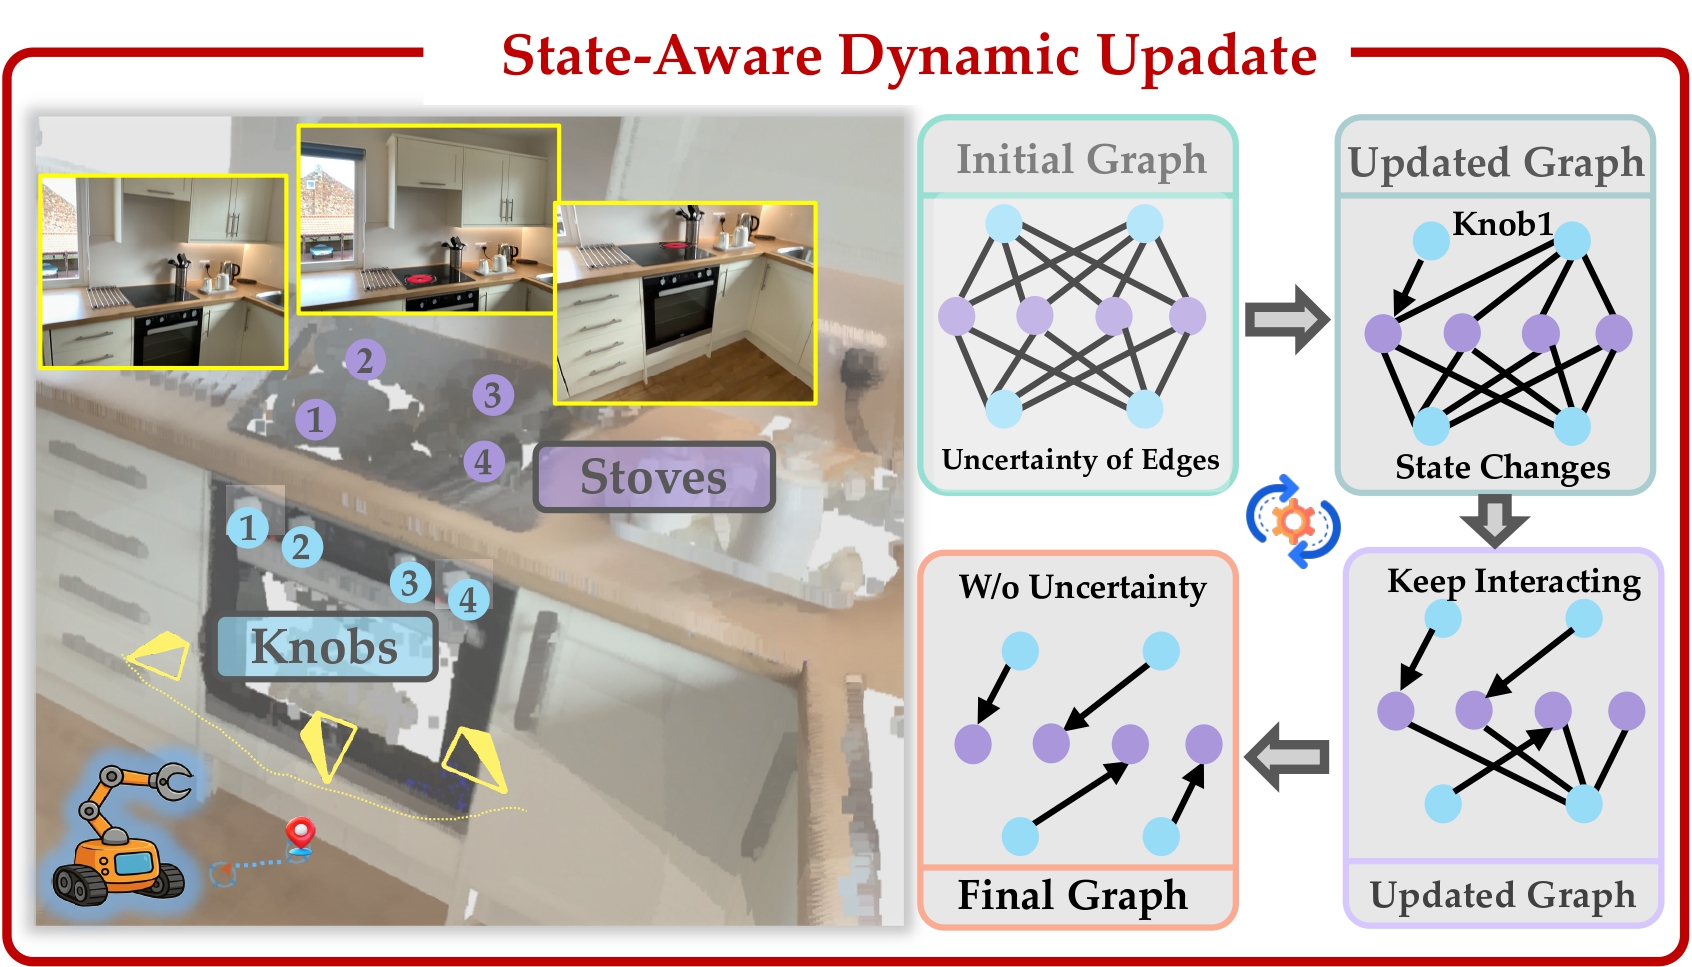 State-Aware Dynamic Upadate
2
3
1
4
Stoves
1
2
3
4
Knobs
Initial Graph
Uncertainty of Edges
Updated Graph
Knob1
State Changes
Keep Interacting
Updated Graph
W/o Uncertainty
Final Graph